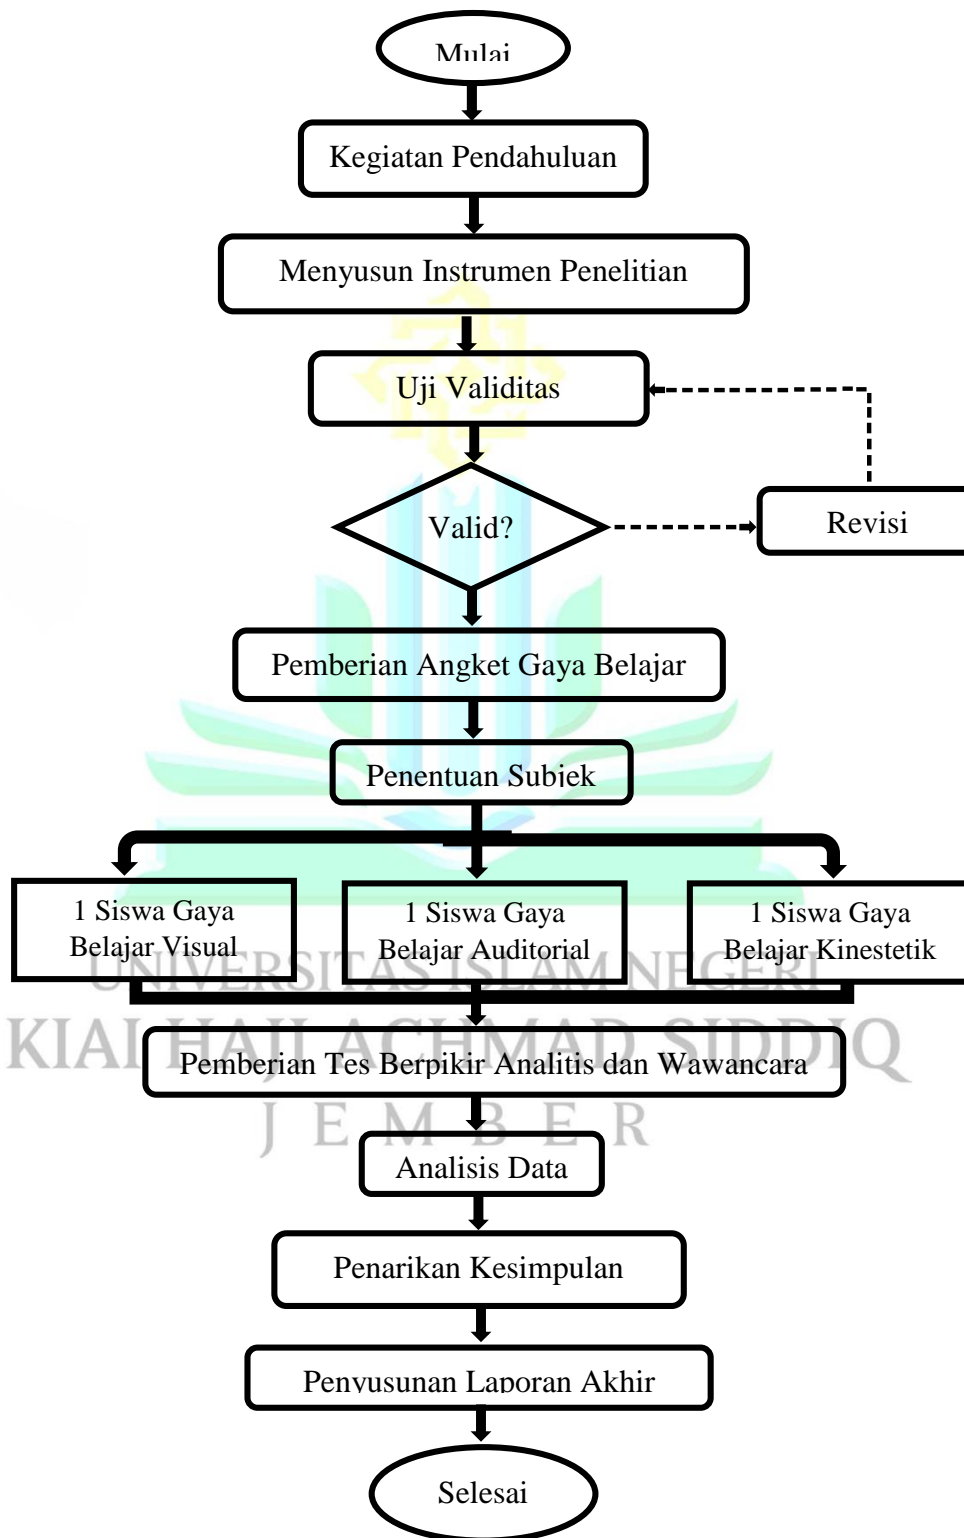 Mulai
Kegiatan Pendahuluan
Menyusun Instrumen Penelitian
Uji Validitas
Valid?
Revisi
Pemberian Angket Gaya Belajar
Penentuan Subjek
1 Siswa Gaya
Belajar Visual
1 Siswa Gaya
Belajar Auditorial
1 Siswa Gaya
Belajar Kinestetik
UNIVERSITAS ISLAM NEGERI
KIAI HAJI ACHMAD SIDDIQ
JEMBER
Pemberian Tes Berpikir Analitis dan Wawancara
Analisis Data
Penarikan Kesimpulan
Penyusunan Laporan Akhir
Selesai